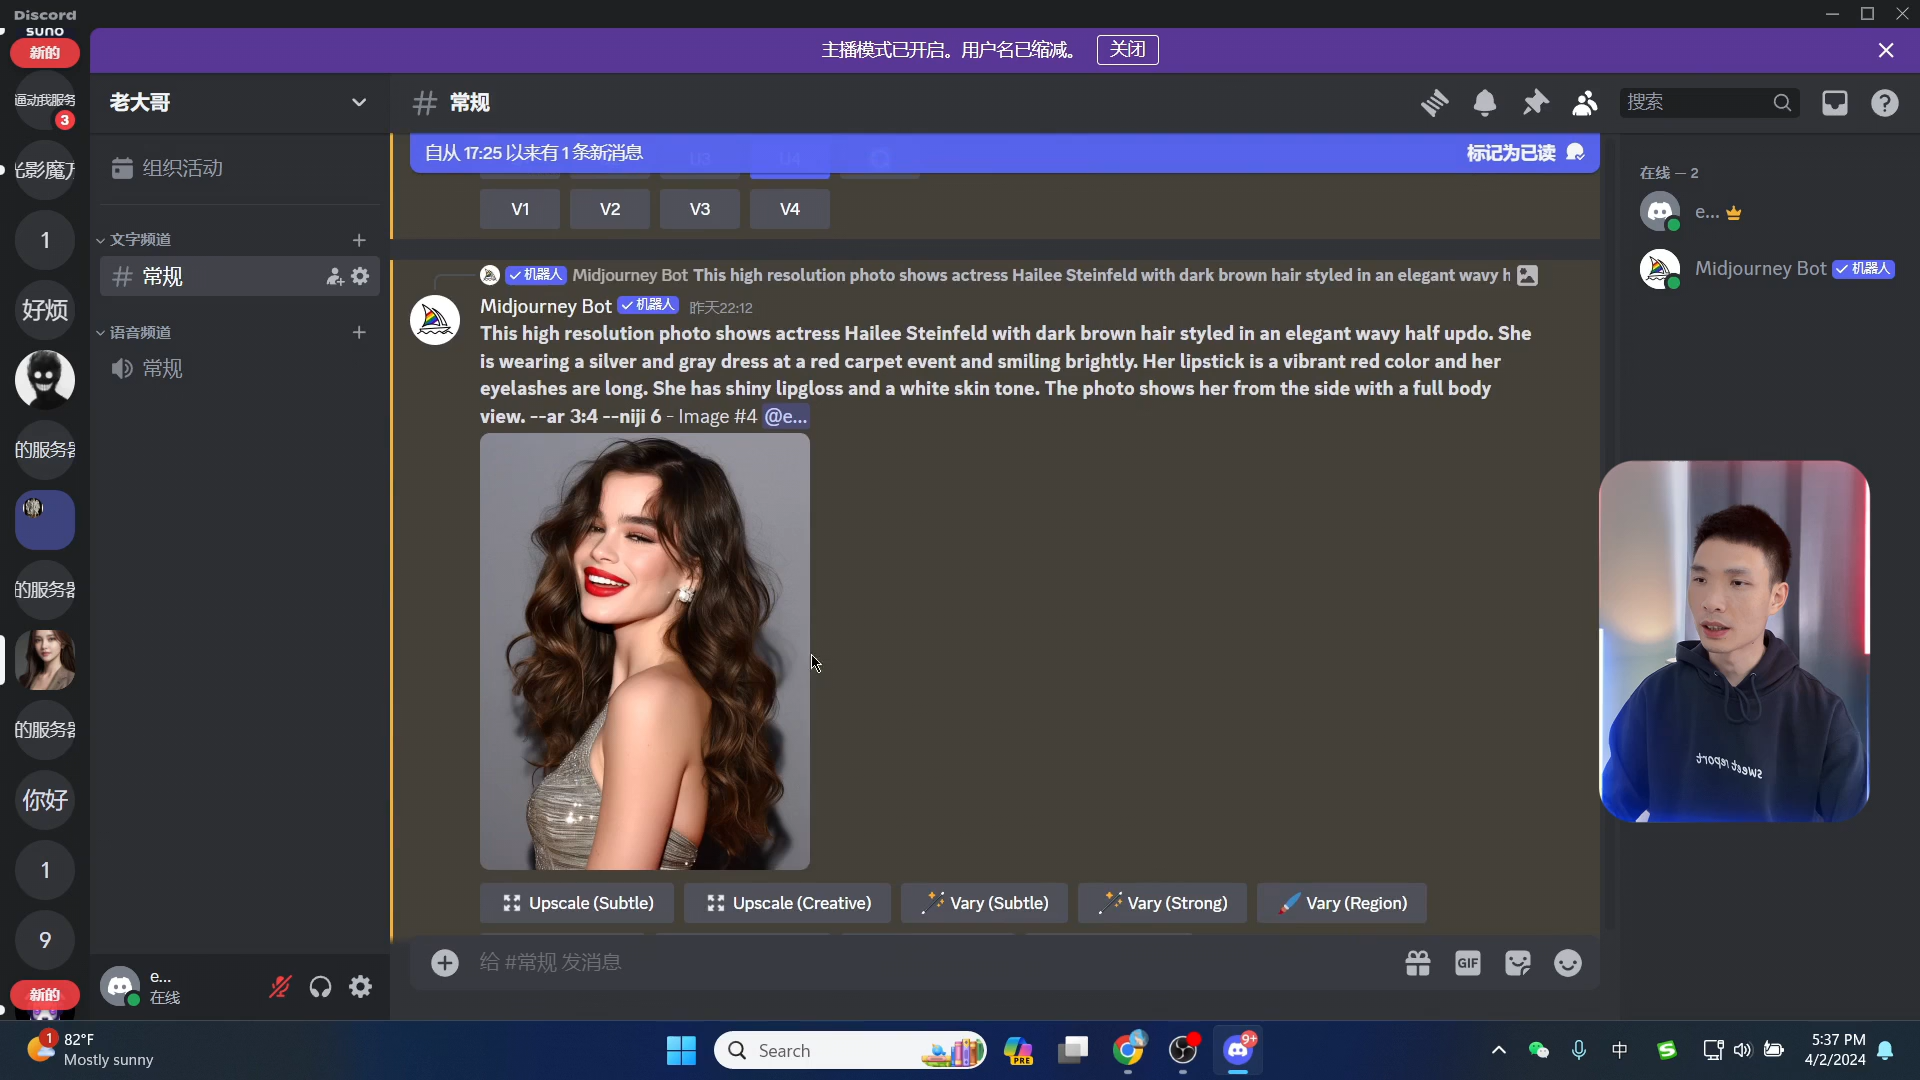 Discord
suno
新的
主播模式已开启。用户名已缩减。
关闭
3
1
好烦
的服务器
的服务器
的服务器
你好
1
9
新的
老大哥
组织活动
文字频道
常规
语音频道
常规
e...
在线
常规
搜索
自从 17:25 以来有 1 条新消息
标记为已读
U3
U4
V1
V2
V3
V4
机器人 Midjourney Bot This high resolution photo shows actress Hailee Steinfeld with dark brown hair styled in an elegant wavy h
Midjourney Bot 机器人 昨天22:12
This high resolution photo shows actress Hailee Steinfeld with dark brown hair styled in an elegant wavy half updo. She
is wearing a silver and gray dress at a red carpet event and smiling brightly. Her lipstick is a vibrant red color and her
eyelashes are long. She has shiny lipgloss and a white skin tone. The photo shows her from the side with a full body
view. --ar 3:4 --niji 6 - Image #4 @e...
Upscale (Subtle)
Upscale (Creative)
Vary (Subtle)
Vary (Strong)
Vary (Region)
给 #常规 发消息
GIF
在线 — 2
e...
Midjourney Bot 机器人
sweet report
1
82°F
Mostly sunny
Search
PRE
9+
中
5:37 PM
4/2/2024